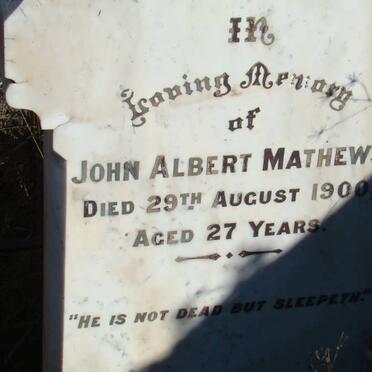 In
Loving Memory
of
JOHN ALBERT MATHEW
DIED 29TH AUGUST 1900
AGED 27 YEARS.
"HE IS NOT DEAD BUT SLEEPETH."